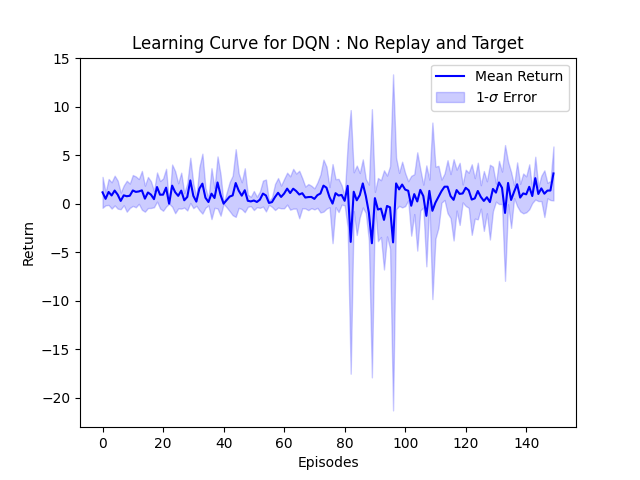 Learning Curve for DQN : No Replay and Target
Mean Return
1-σ Error
Return
15
10
5
0
−5
−10
−15
−20
0 20 40 60 80 100 120 140
Episodes